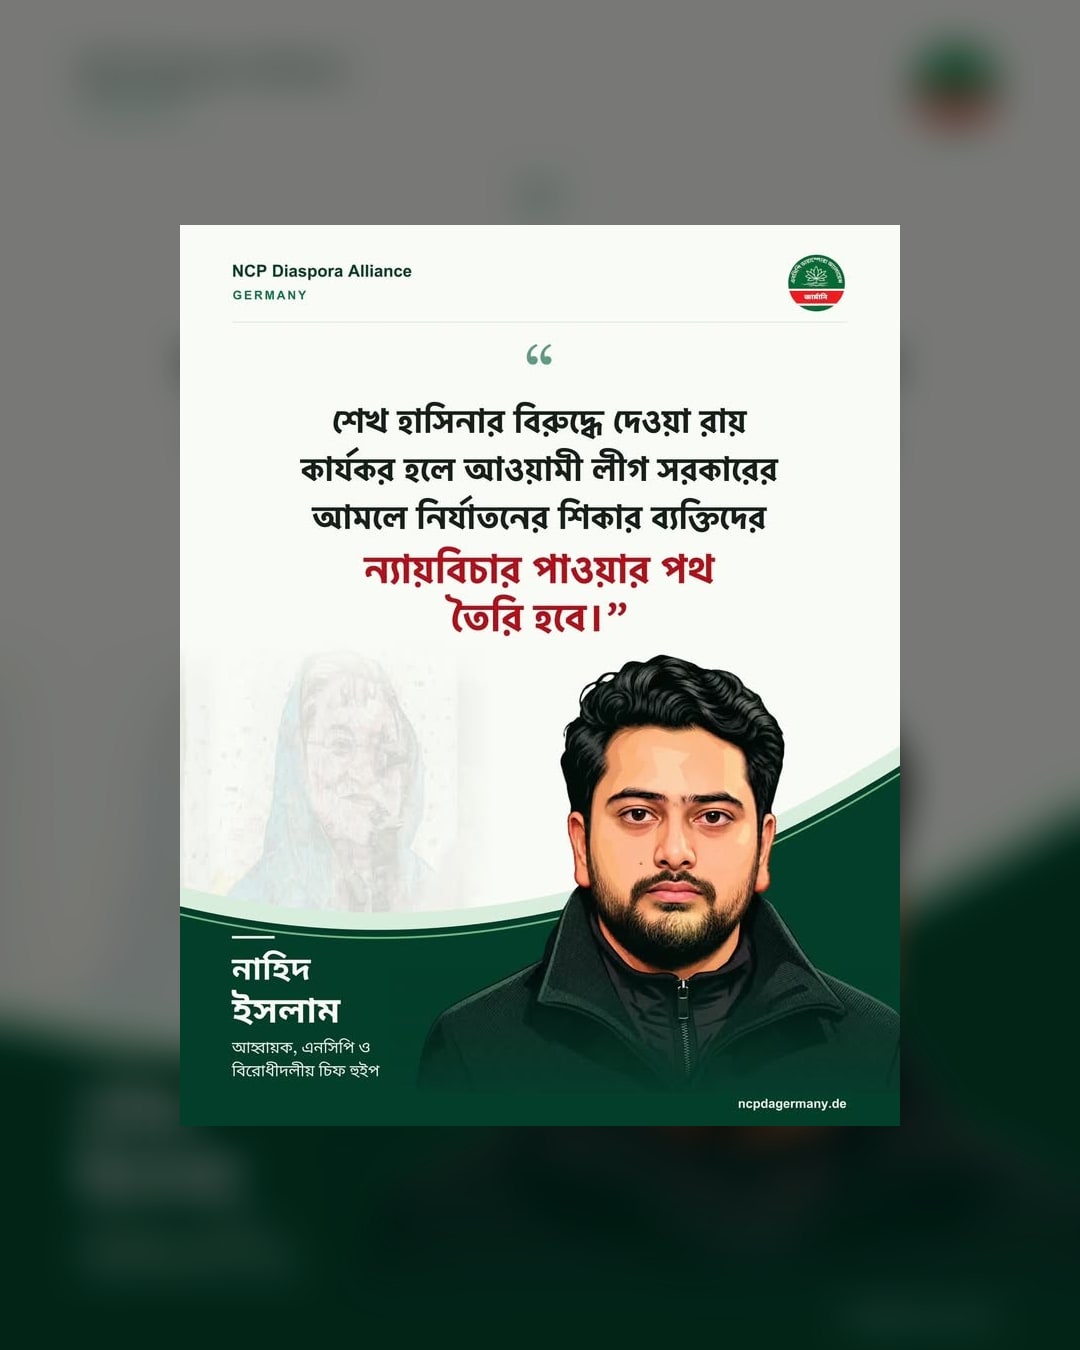 NCP Diaspora Alliance
GERMANY
এনসিপি ডায়াস্পোরা অ্যালায়েন্স
জার্মানি
“
শেখ হাসিনার বিরুদ্ধে দেওয়া রায়
কার্যকর হলে আওয়ামী লীগ সরকারের
আমলে নির্যাতনের শিকার ব্যক্তিদের
ন্যায়বিচার পাওয়ার পথ
তৈরি হবে।”
নাহিদ
ইসলাম
আহ্বায়ক, এনসিপি ও
বিরোধীদলীয় চিফ হুইপ
ncpdagermany.de